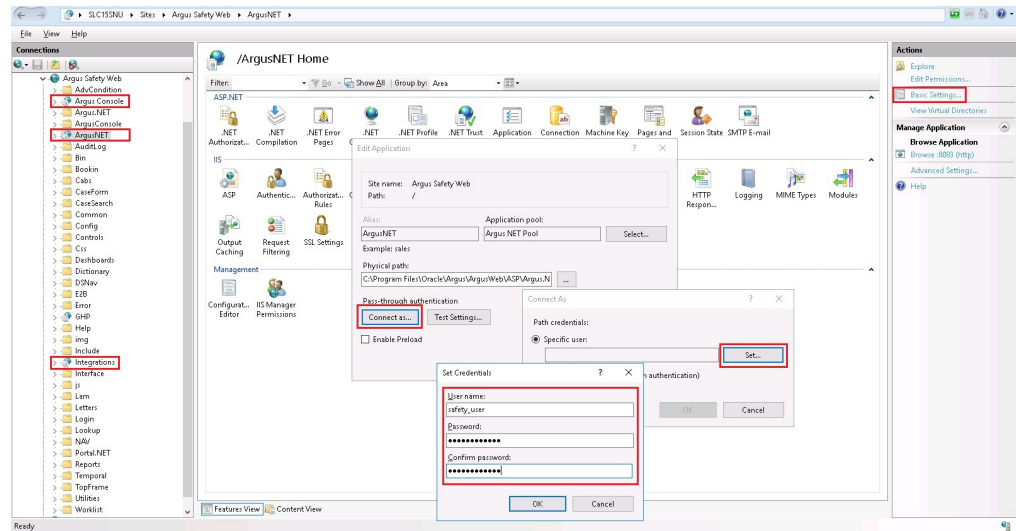 SLC15SNU ▸ Sites ▸ Argus Safety Web ▸ ArgusNET ▸
File View Help
Connections
Argus Safety Web
AdvCondition
Argus Console
Argus.NET
ArgusConsole
ArgusNET
AuditLog
Bin
Bookin
Cabs
CaseForm
CaseSearch
Common
Config
Controls
Css
Dashboards
Dictionary
DSNav
E2B
Error
GHP
Help
img
Include
Integrations
Interface
js
Lam
Letters
Login
Lookup
NAV
Portal.NET
Reports
Temporal
TopFrame
Utilities
Worklist
/ArgusNET Home
Filter: Go Show All Group by: Area
ASP.NET
.NET Authorizat...
.NET Compilation
.NET Error Pages
.NET
.NET Profile
.NET Trust
Application
Connection
Machine Key
Pages and
Session State
SMTP E-mail
IIS
ASP
Authentic...
Authorizat... Rules
HTTP Respon...
Logging
MIME Types
Modules
Output Caching
Request Filtering
SSL Settings
Management
Configurat... Editor
IIS Manager Permissions
Edit Application ? ×
Site name: Argus Safety Web
Path: /
Alias: Application pool:
ArgusNET Argus NET Pool Select...
Example: sales
Physical path:
C:\Program Files\Oracle\Argus\ArgusWeb\ASP\Argus.N ...
Pass-through authentication
Connect as... Test Settings...
Enable Preload
Connect As ? ×
Path credentials:
Specific user:
Set...
authentication)
OK Cancel
Set Credentials ? ×
User name:
safety_user
Password:
••••••••••••
Confirm password:
••••••••••••
OK Cancel
Features View Content View
Ready
Actions
Explore
Edit Permissions...
Basic Settings...
View Virtual Directories
Manage Application
Browse Application
Browse :8083 (http)
Advanced Settings...
Help